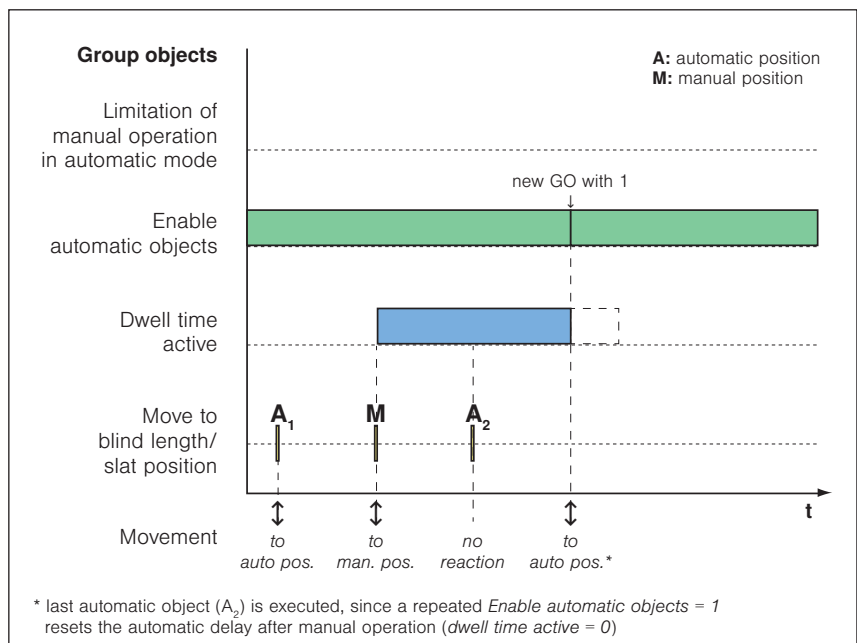 Group objects
A: automatic position
M: manual position
Limitation of
manual operation
in automatic mode
new GO with 1
Enable
automatic objects
Dwell time
active
Move to
blind length/
slat position
A₁
M
A₂
t
Movement
to
auto pos.
to
man. pos.
no
reaction
to
auto pos.*
* last automatic object (A₂) is executed, since a repeated Enable automatic objects = 1
resets the automatic delay after manual operation (dwell time active = 0)